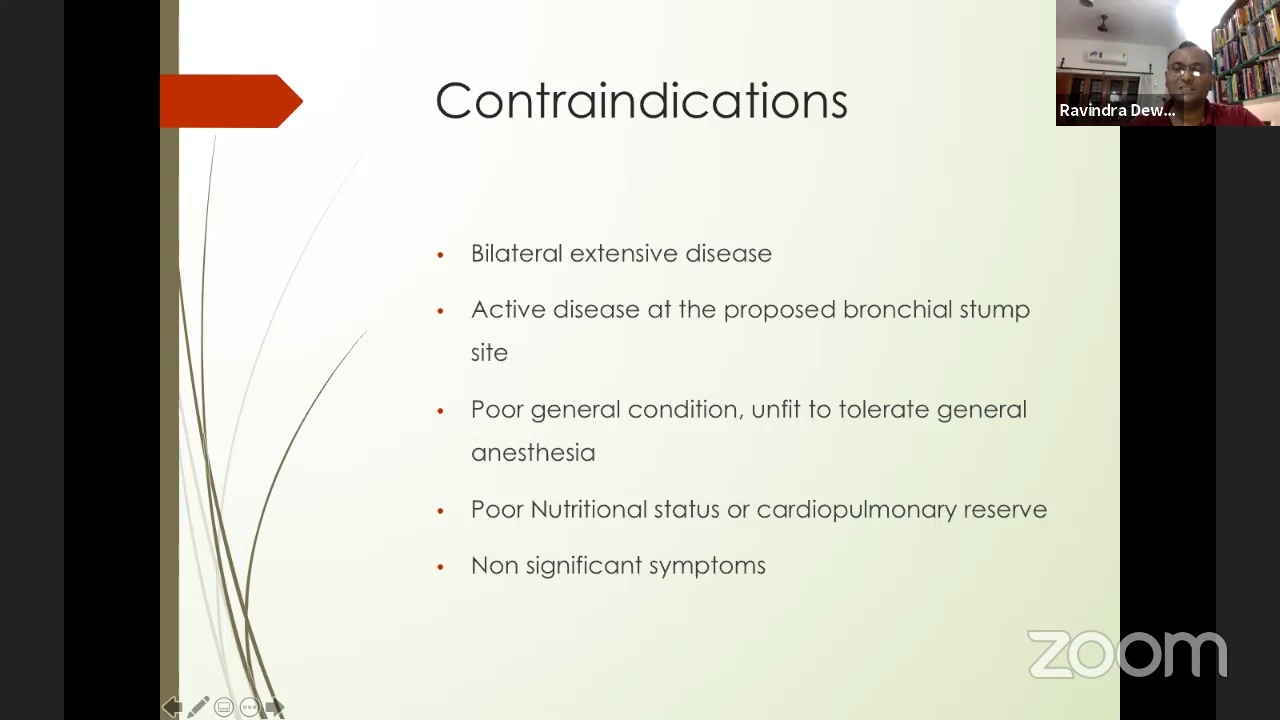 Contraindications
Ravindra Dew...
• Bilateral extensive disease
• Active disease at the proposed bronchial stump
site
• Poor general condition, unfit to tolerate general
anesthesia
• Poor Nutritional status or cardiopulmonary reserve
• Non significant symptoms
zoom